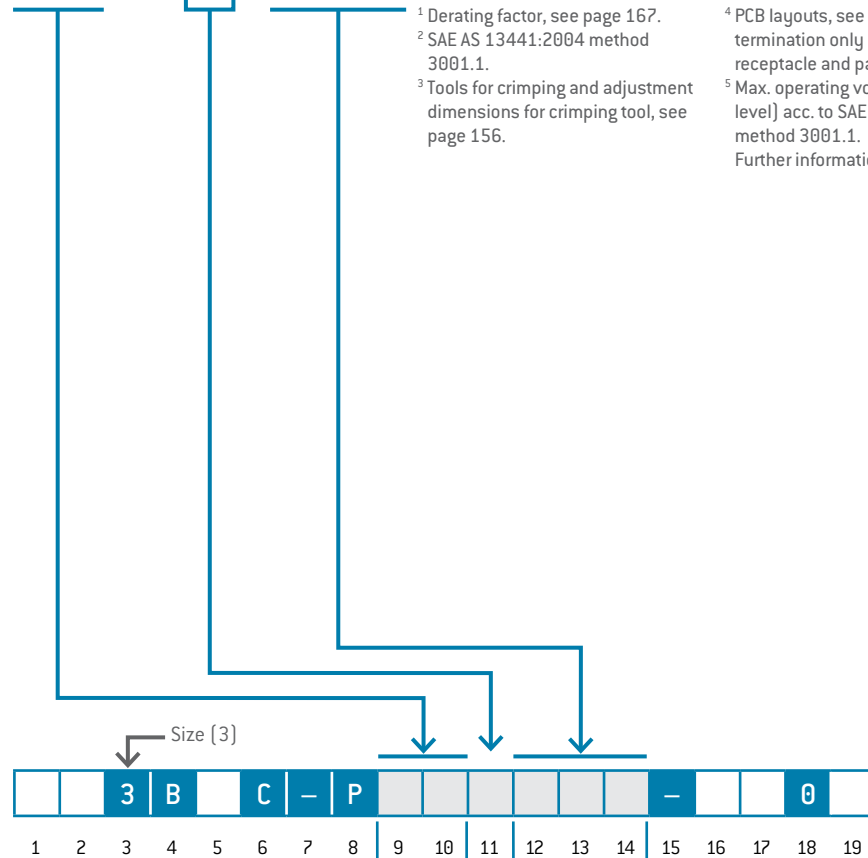 ¹ Derating factor, see page 167.
² SAE AS 13441:2004 method
3001.1.
³ Tools for crimping and adjustment
dimensions for crimping tool, see
page 156.
⁴ PCB layouts, see
termination only
receptacle and
⁵ Max. operating
level) acc. to SAE
method 3001.1.
Further
Size (3)
3 B C – P – 0
1 2 3 4 5 6 7 8 9 10 11 12 13 14 15 16 17 18 19